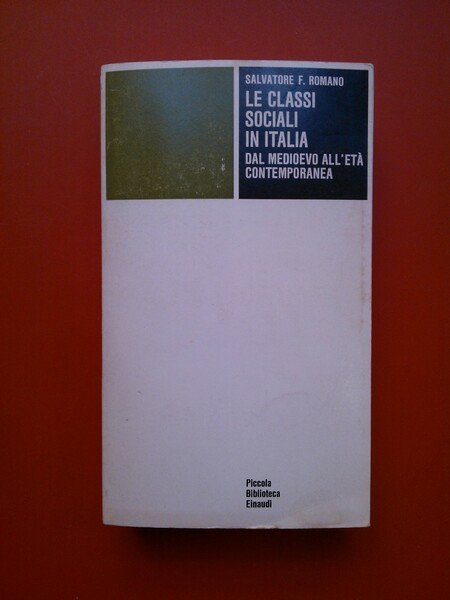 SALVATORE F. ROMANO
LE CLASSI
SOCIALI
IN ITALIA
DAL MEDIOEVO ALL'ETÀ
CONTEMPORANEA
Piccola
Biblioteca
Einaudi